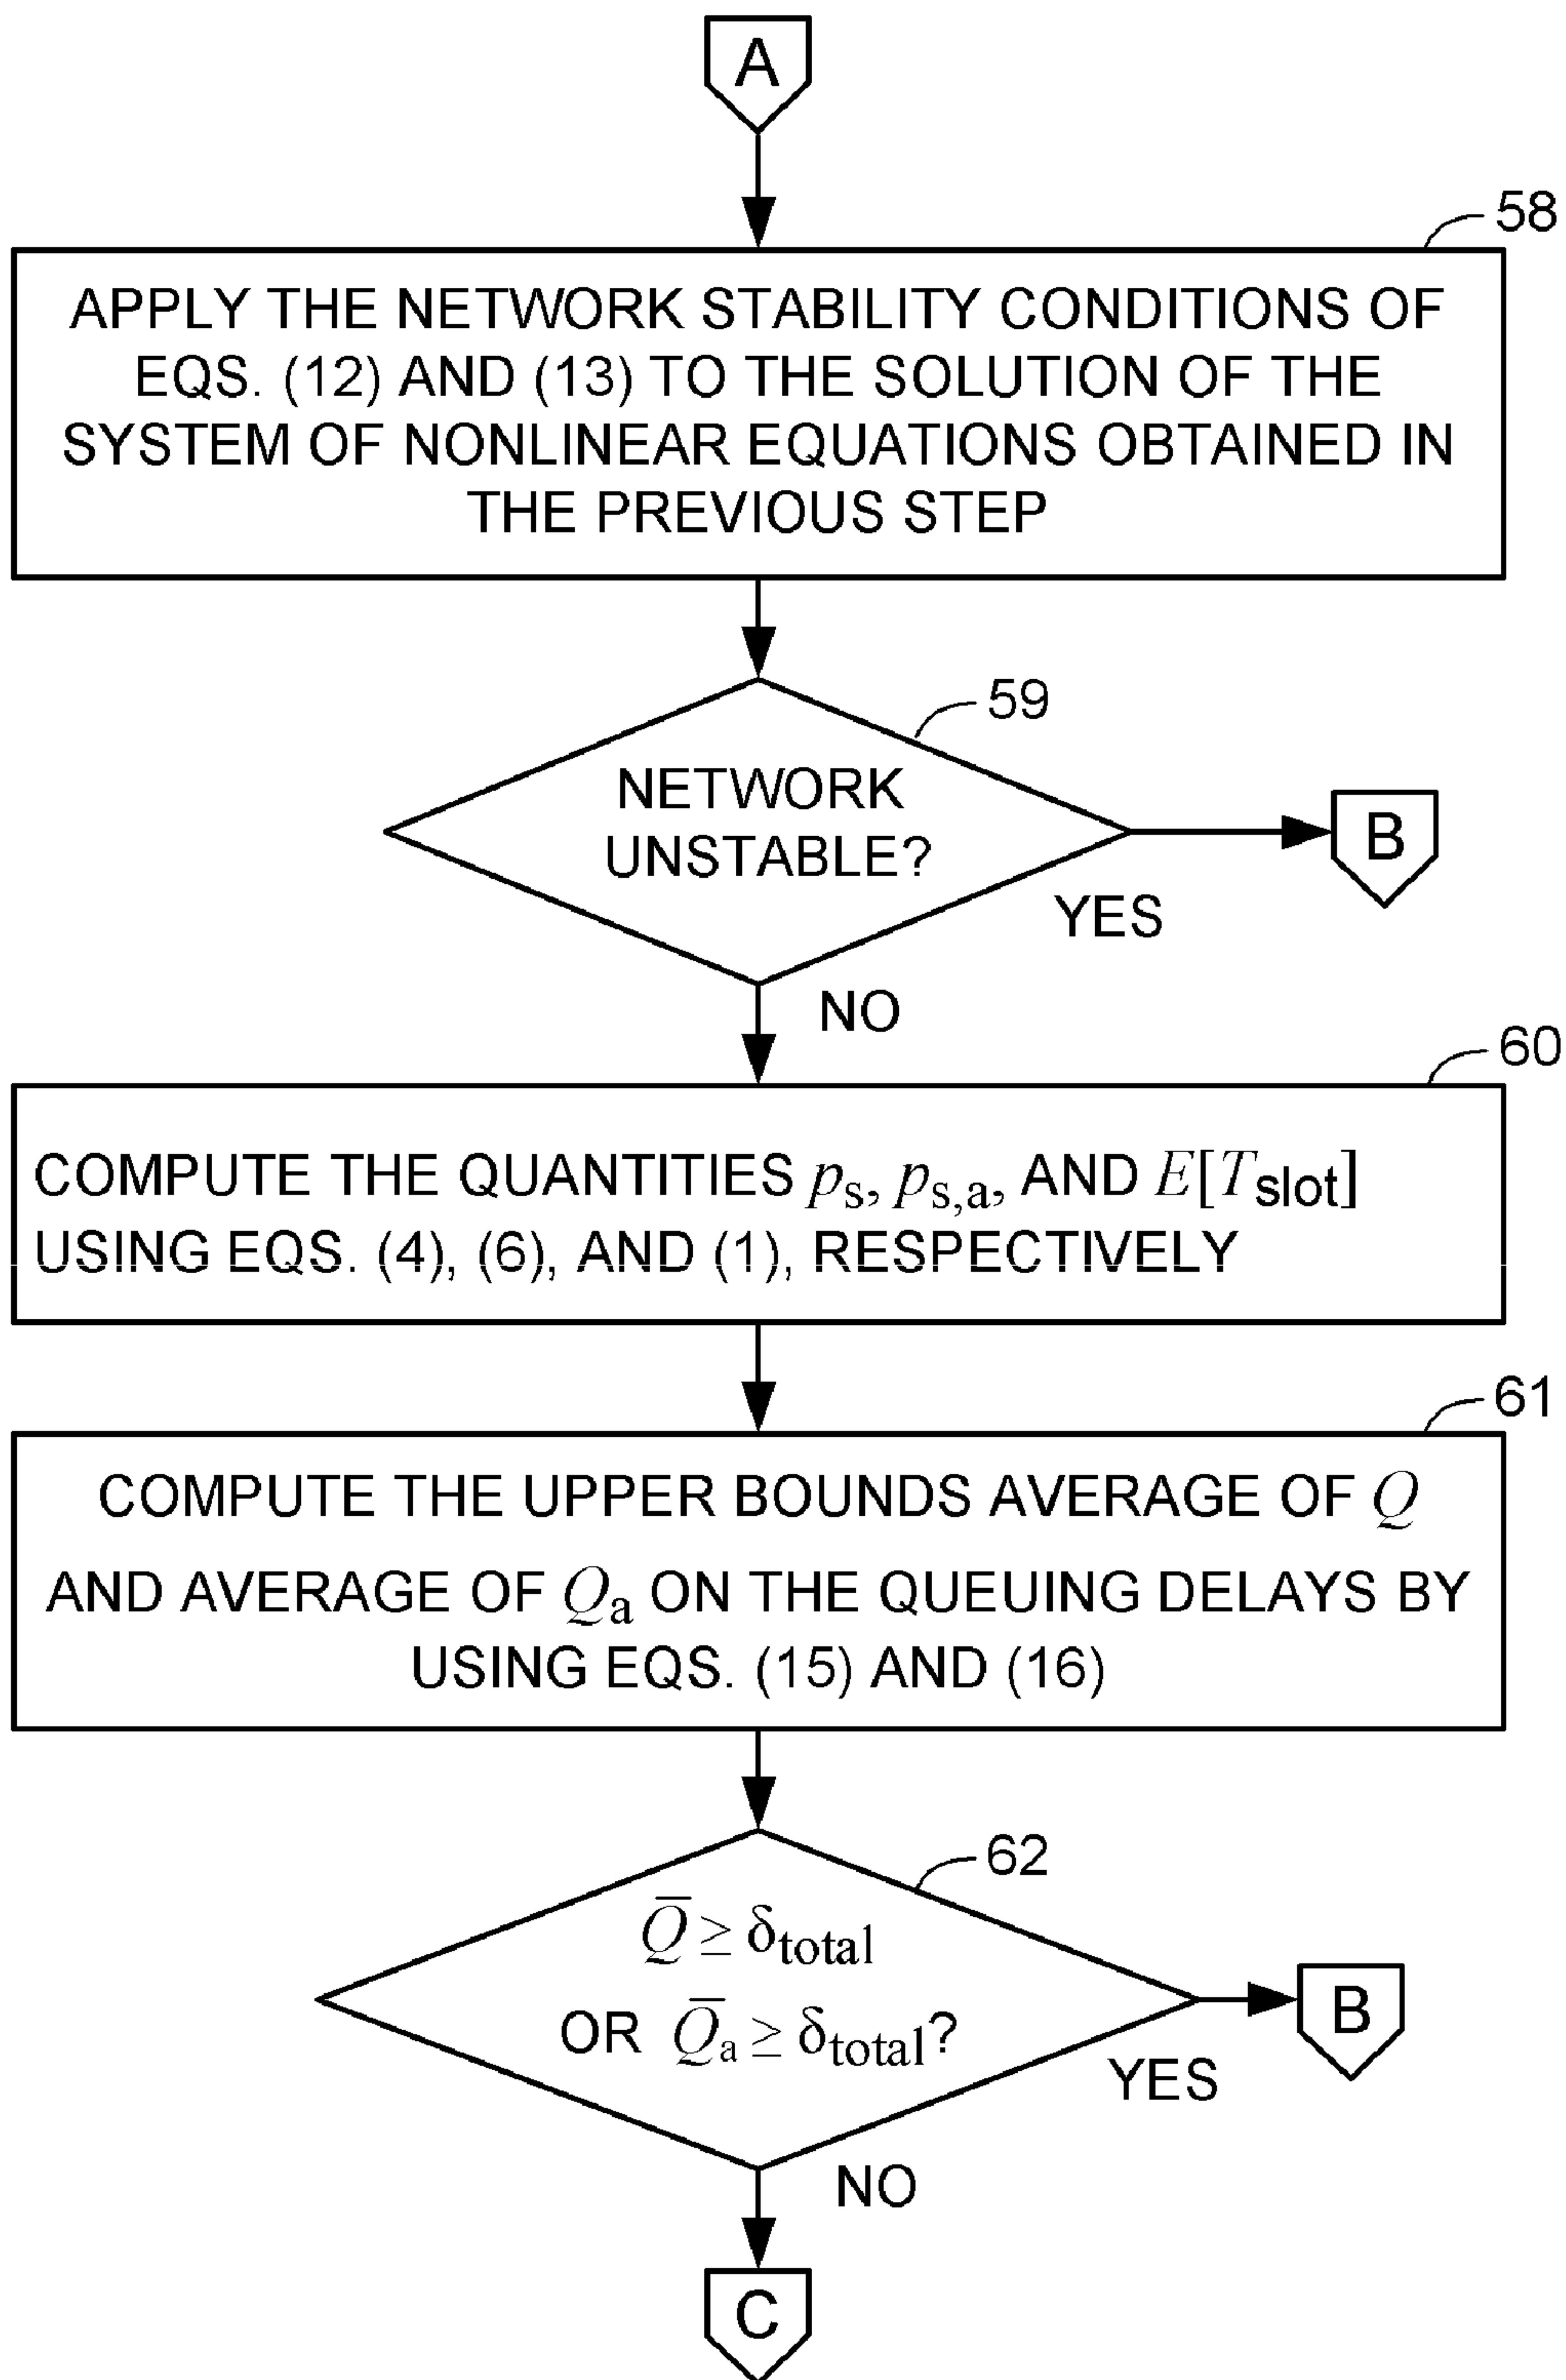 A
58
APPLY THE NETWORK STABILITY CONDITIONS OF
EQS. (12) AND (13) TO THE SOLUTION OF THE
SYSTEM OF NONLINEAR EQUATIONS OBTAINED IN
THE PREVIOUS STEP
59
NETWORK
UNSTABLE?
B
YES
NO
60
COMPUTE THE QUANTITIES pₛ, pₛ,ₐ, AND E[Tslot]
USING EQS. (4), (6), AND (1), RESPECTIVELY
61
COMPUTE THE UPPER BOUNDS AVERAGE OF Q
AND AVERAGE OF Qₐ ON THE QUEUING DELAYS BY
USING EQS. (15) AND (16)
62
Q̅ ≥ δtotal
OR Q̅ₐ ≥ δtotal?
B
YES
NO
C